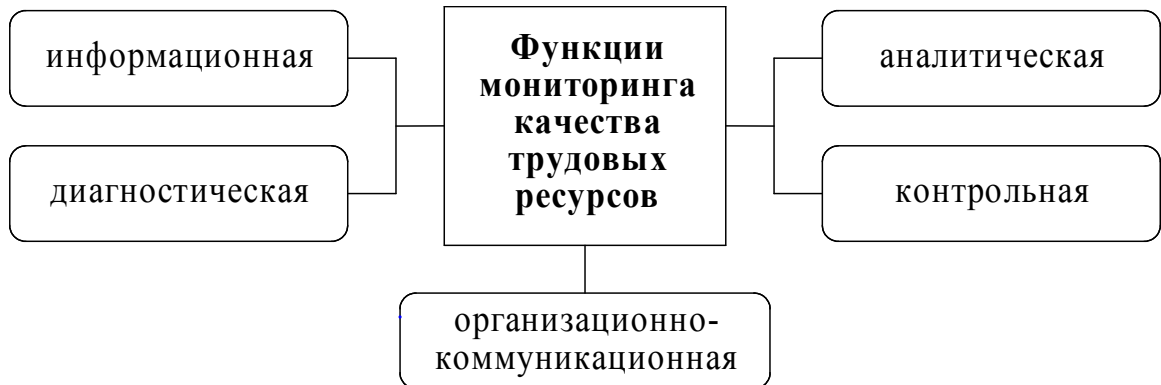 информационная
диагностическая
Функции
мониторинга
качества
трудовых
ресурсов
аналитическая
контрольная
организационно-
коммуникационная